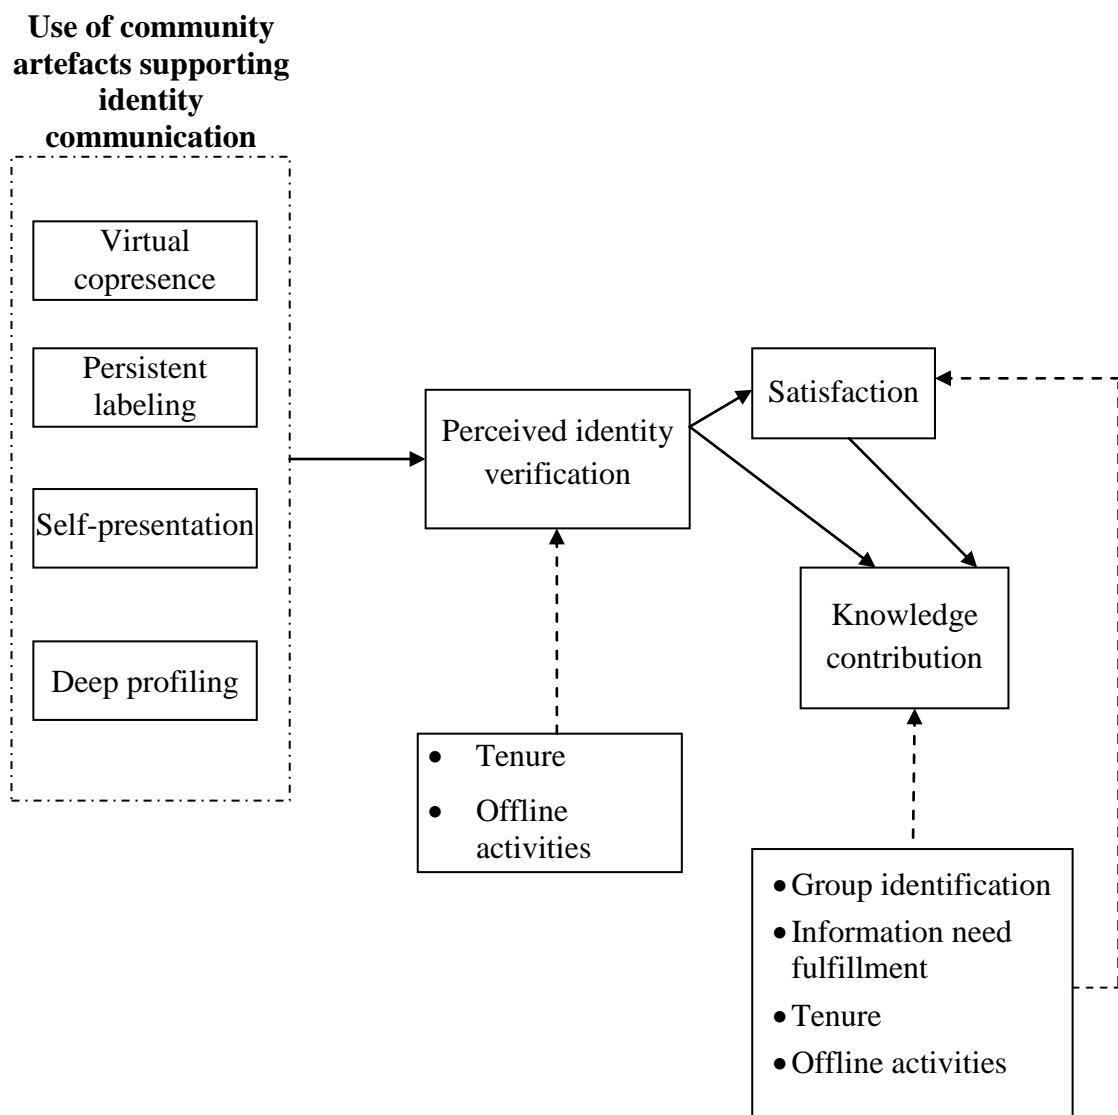 Use of community
artefacts supporting
identity
communication
Virtual
copresence
Persistent
labeling
Self-presentation
Deep profiling
Perceived identity
verification
Satisfaction
Knowledge
contribution
• Tenure
• Offline
activities
• Group identification
• Information need
fulfillment
• Tenure
• Offline activities